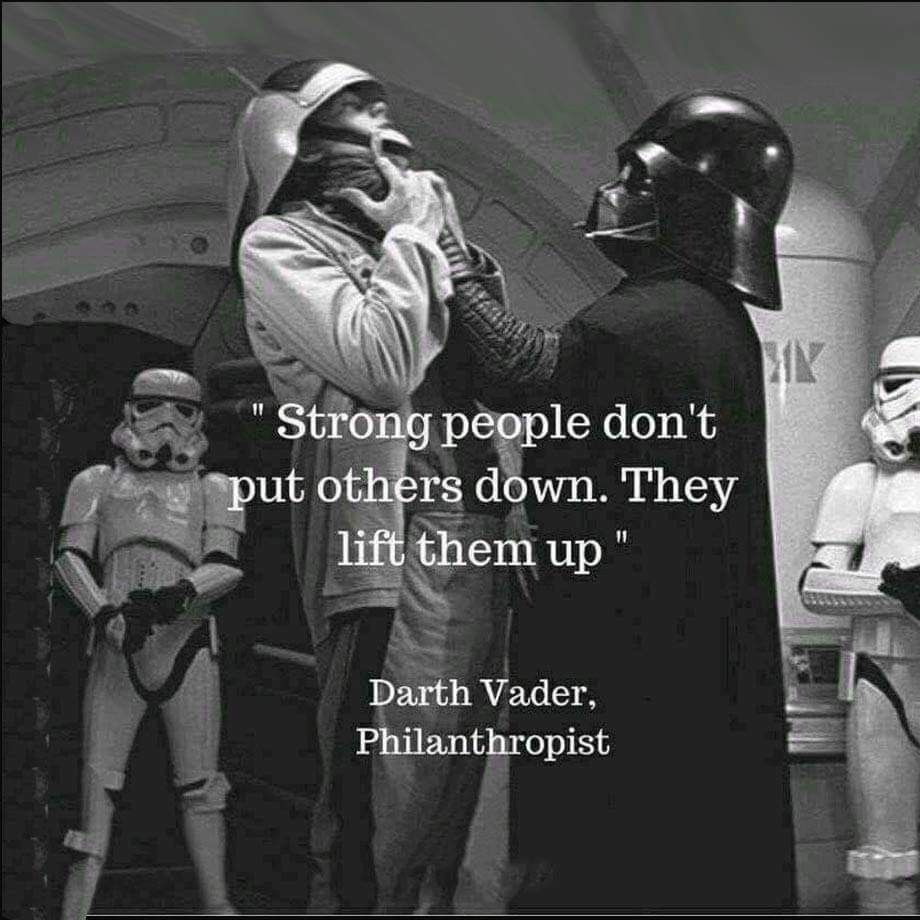 " Strong people don't
put others down. They
lift them up "
Darth Vader,
Philanthropist